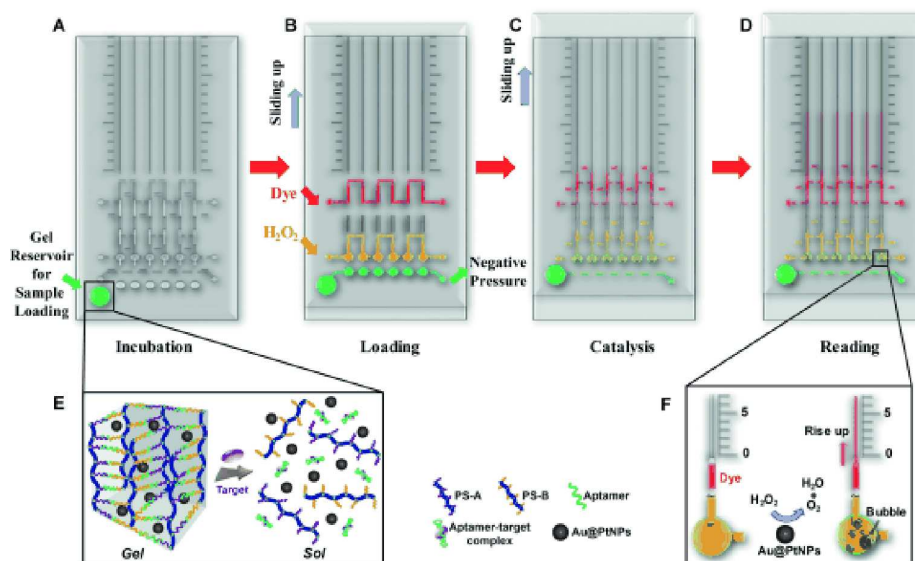 A
B
C
D
Sliding up
Sliding up
Dye
H₂O₂
Gel
Reservoir
for
Sample
Loading
Negative
Pressure
Incubation
Loading
Catalysis
Reading
E
Target
Gel
Sol
PS-A
PS-B
Aptamer
Aptamer-target
complex
Au@PtNPs
F
5
0
Dye
H₂O₂
H₂O
+
O₂
Au@PtNPs
Rise up
5
0
Bubble